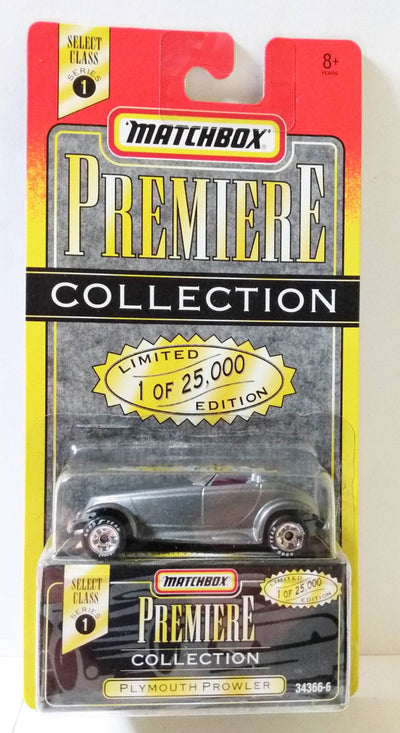 SELECT
CLASS
SERIES
1
8+
YEARS
"MATCHBOX"
PREMIERE
COLLECTION
LIMITED
1 OF 25,000
EDITION
SELECT
CLASS
SERIES
1
"MATCHBOX"
LIMITED
1 OF 25,000
EDITION
PREMIERE
COLLECTION
PLYMOUTH PROWLER
34366-6